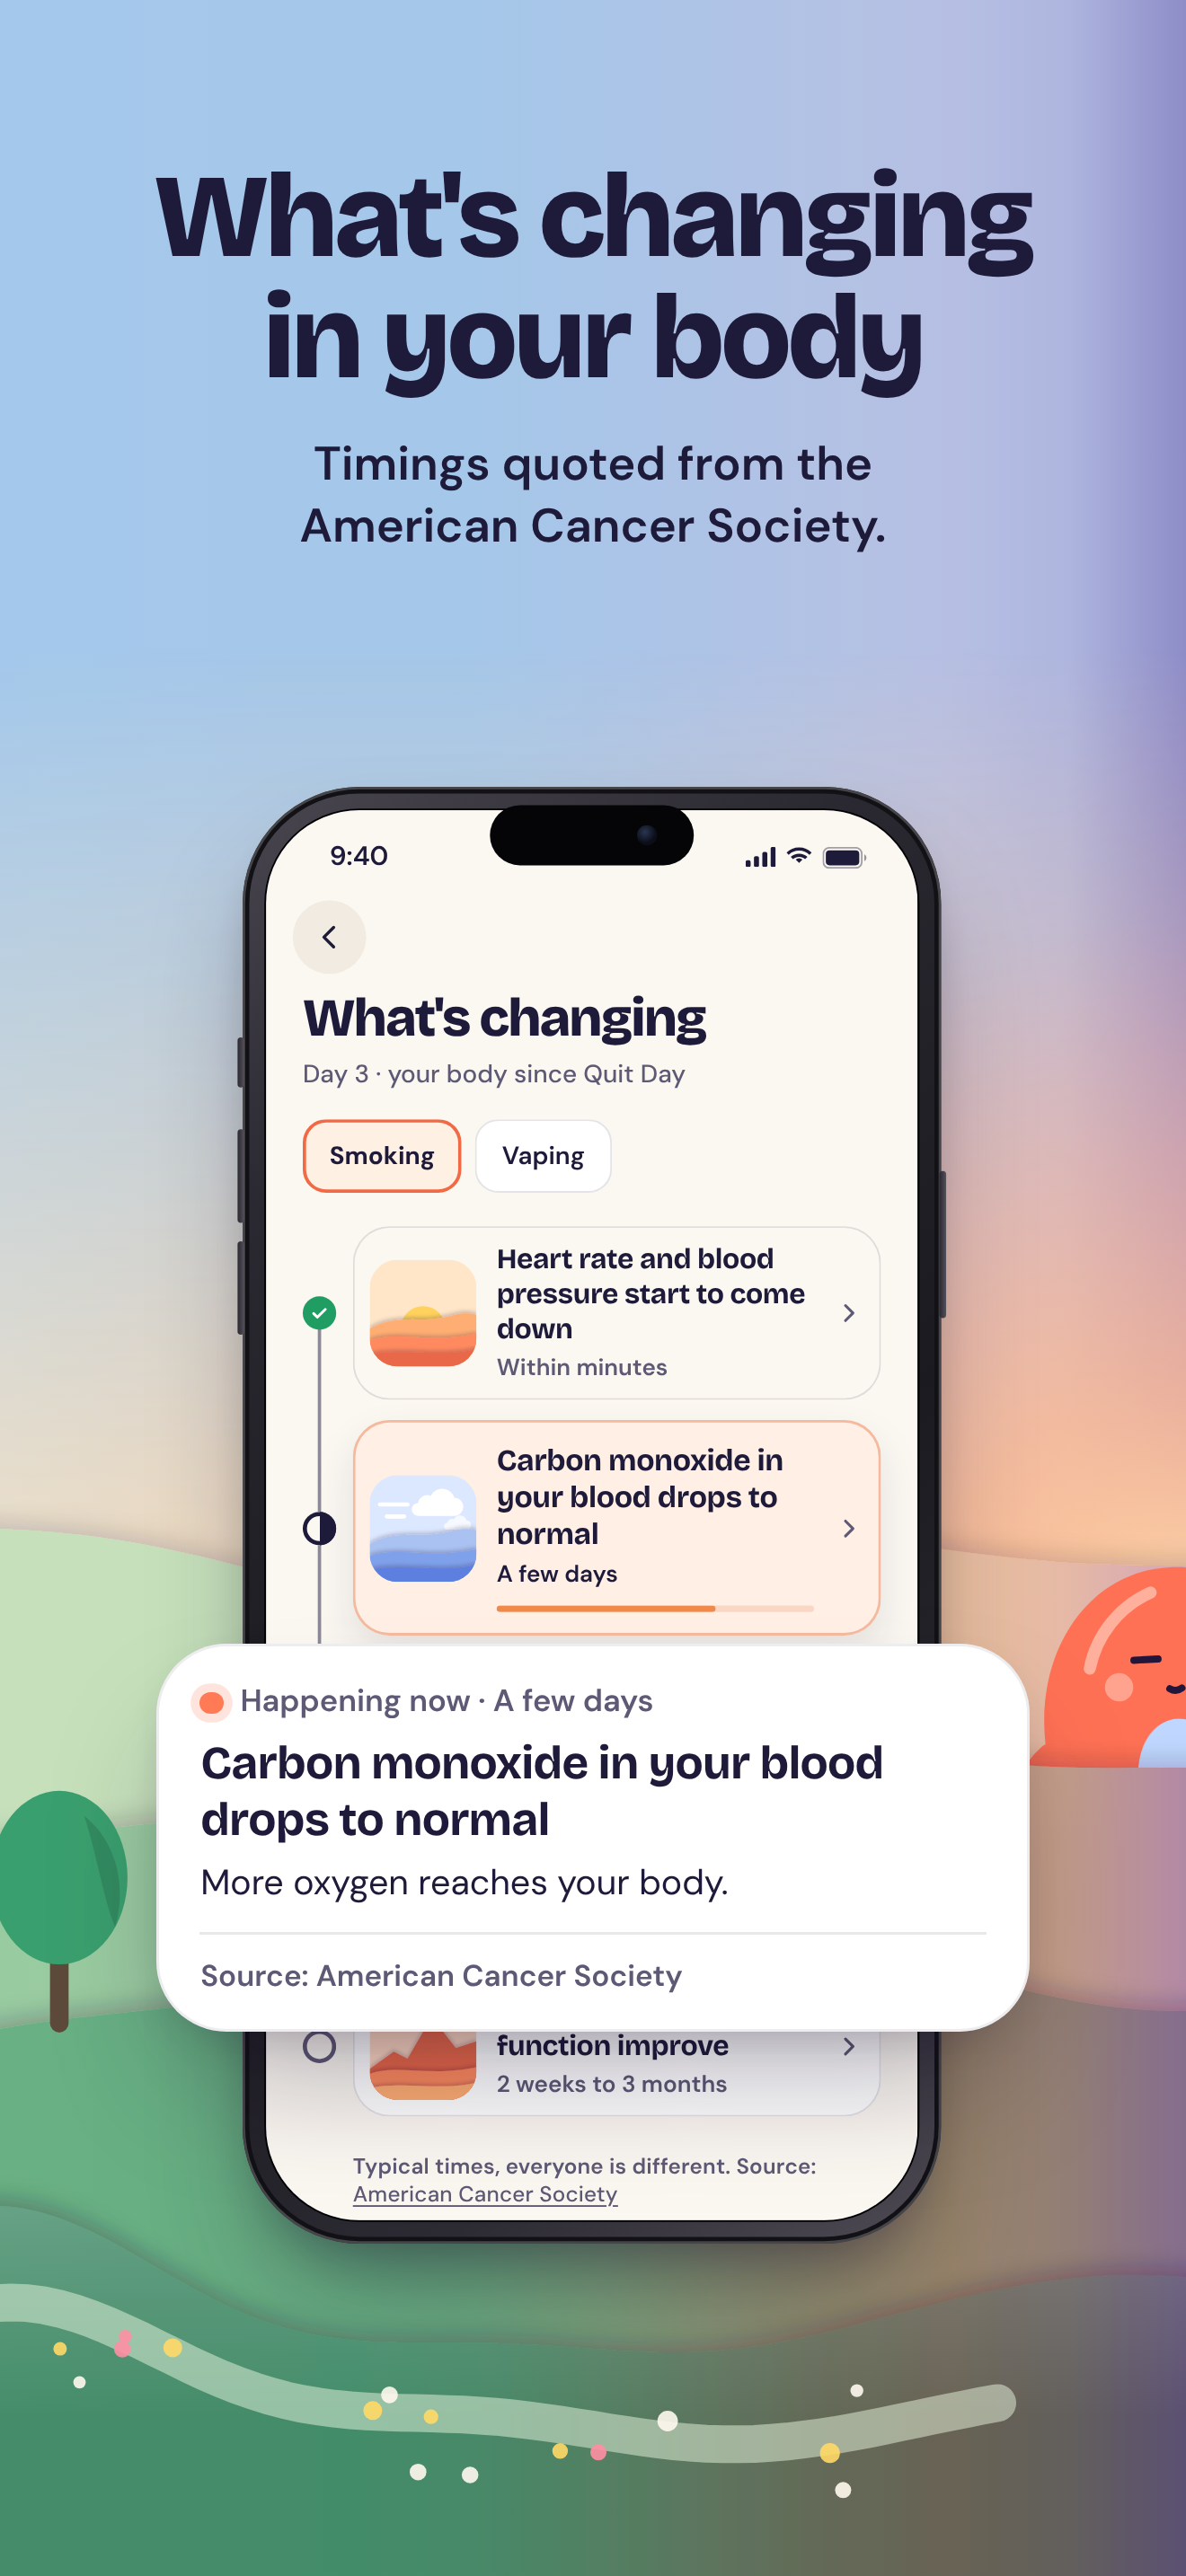 What's changing
in your body
Timings quoted from the
American Cancer Society.
9:40
What's changing
Day 3 · your body since Quit Day
Smoking
Vaping
Heart rate and blood
pressure start to come
down
Within minutes
Carbon monoxide in
your blood drops to
normal
A few days
Happening now · A few days
Carbon monoxide in your blood
drops to normal
More oxygen reaches your body.
Source: American Cancer Society
function improve
2 weeks to 3 months
Typical times, everyone is different. Source:
American Cancer Society